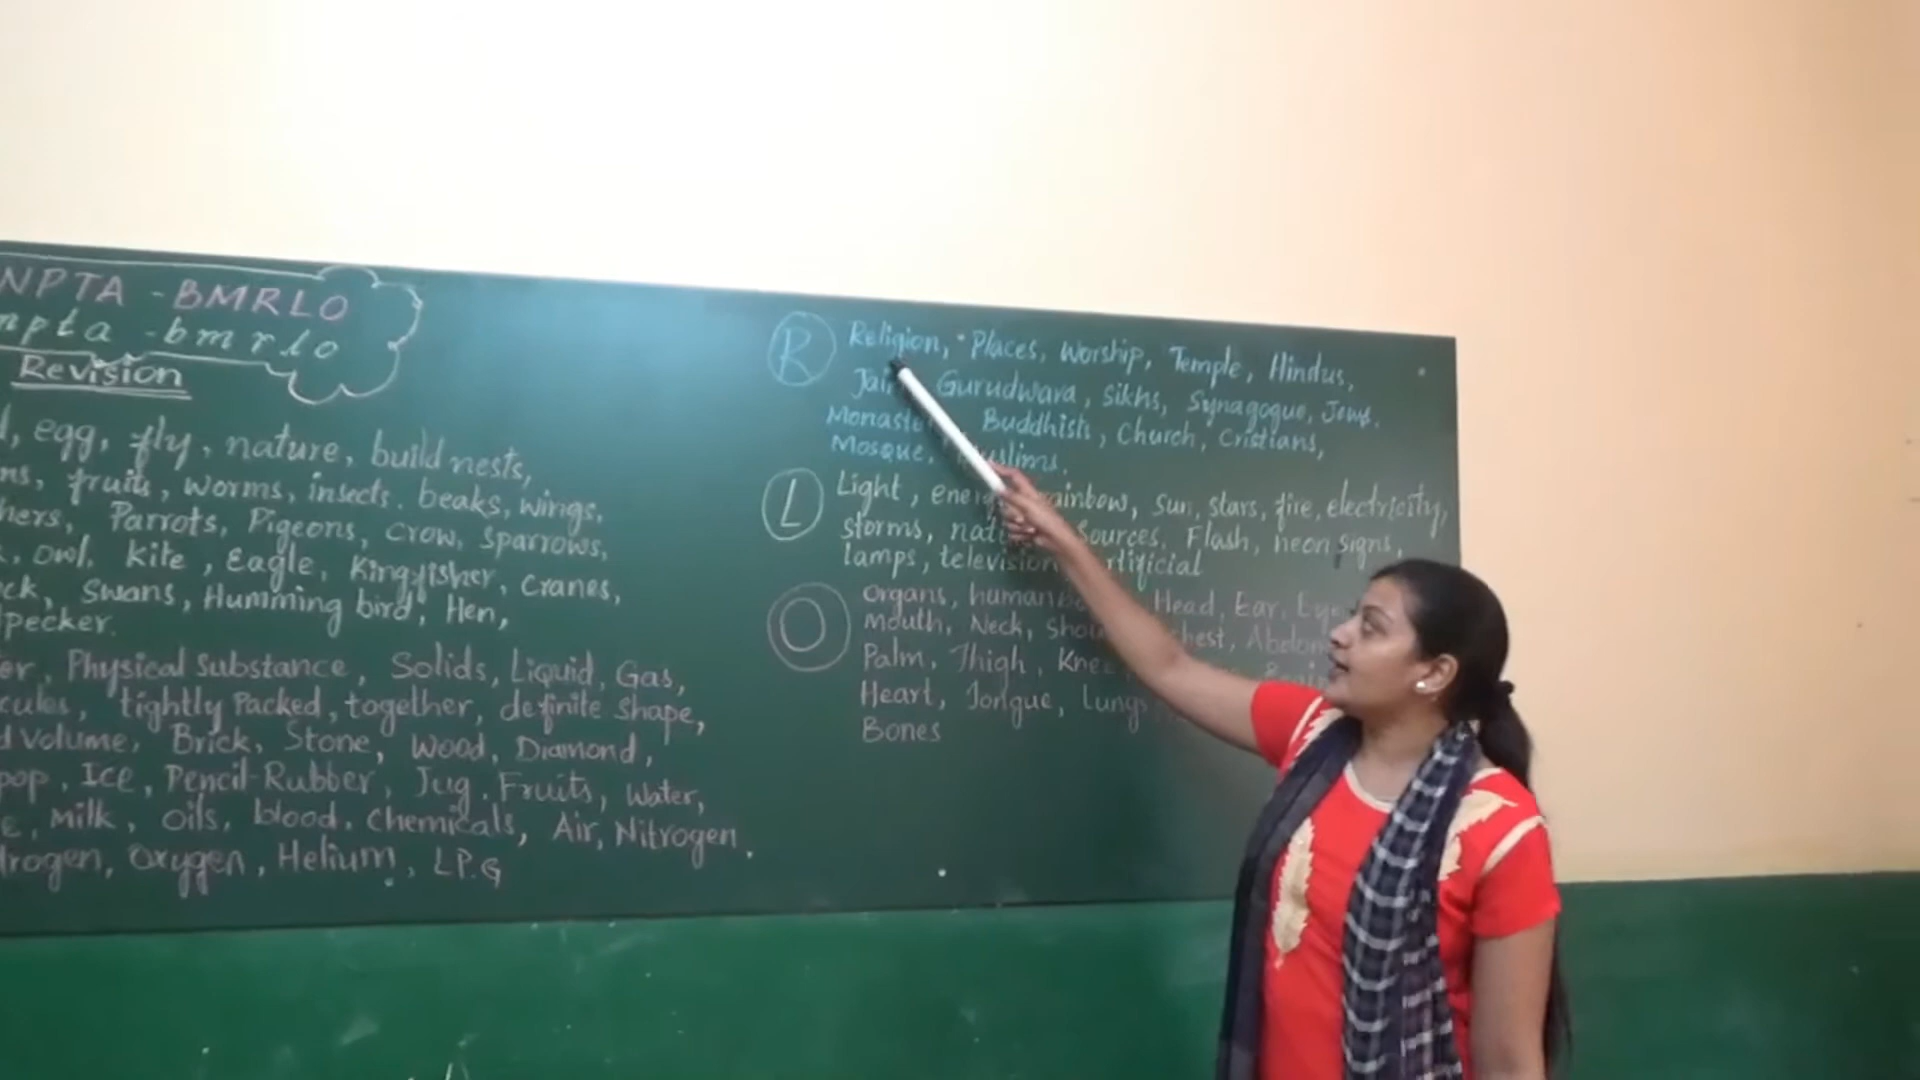 NPTA - BMRLO
npta - bmrlo
Revision
egg, fly, nature, build nests,
fruits, worms, insects. beaks, wings,
Parrots, Pigeons, crow, sparrows,
owl, kite, Eagle, Kingfisher, Cranes,
Swans, Humming bird, Hen,
pecker.
Physical Substance, Solids, Liquid, Gas,
tightly Packed, together, definite shape,
Volume, Brick, Stone, Wood, Diamond,
pop, Ice, Pencil-Rubber, Jug, Fruits, Water,
Milk, oils, blood, chemicals, Air, Nitrogen.
Oxygen, Helium, LP.G
R Religion, Places, Worship, Temple, Hindus,
Gurudwara, Sikhs, Synagogue, Jews.
Buddhists, Church, Cristians,
Mosque,
L Light, rainbow, Sun, stars, fire, electricity,
storms, Sources. Flash, neon signs,
lamps, television
O Organs, human Head, Ear,
Mouth, Neck,
Palm, Thigh,
Heart, Tongue, Lungs
Bones